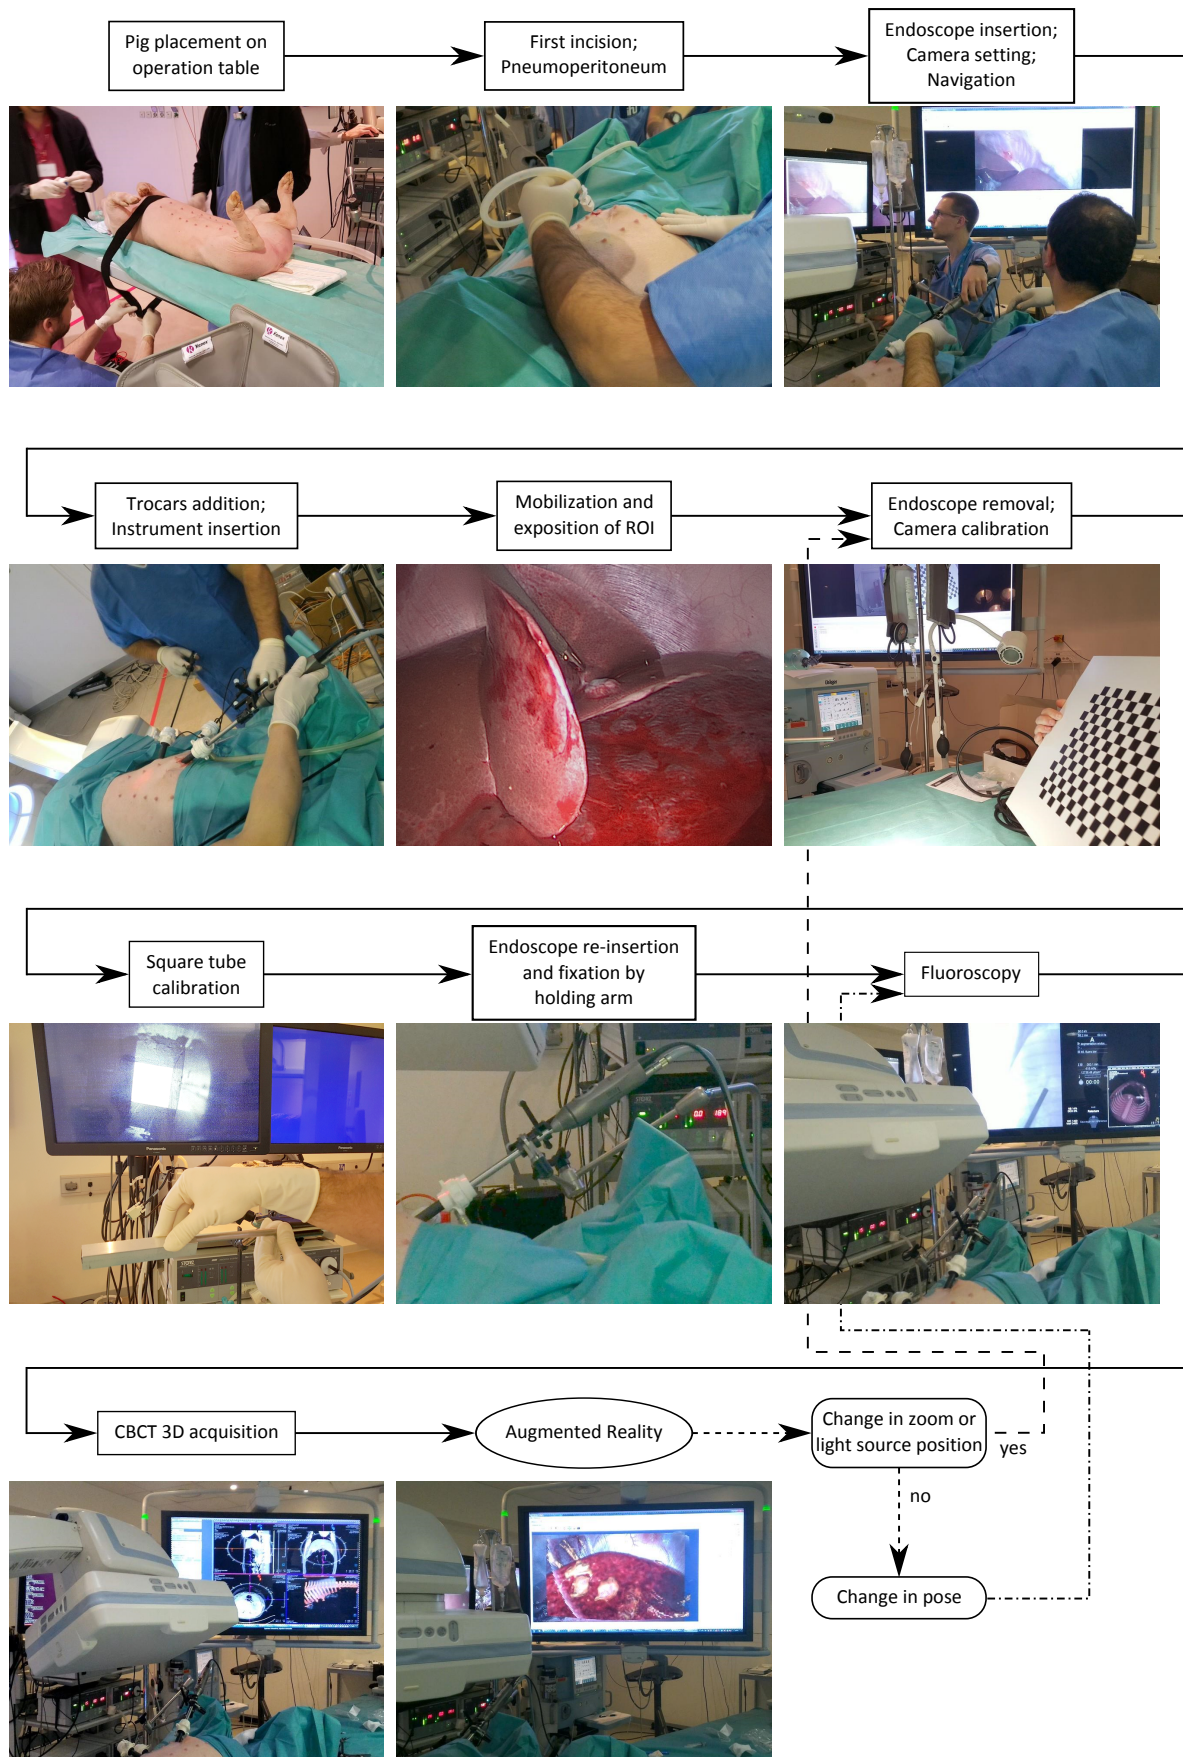 Pig placement on
operation table
First incision;
Pneumoperitoneum
Endoscope insertion;
Camera setting;
Navigation
Trocars addition;
Instrument insertion
Mobilization and
exposition of ROI
Endoscope removal;
Camera calibration
Square tube
calibration
Endoscope re-insertion
and fixation by
holding arm
Fluoroscopy
Panasonic
CBCT 3D acquisition
Augmented Reality
Change in zoom or
light source position
yes
no
Change in pose